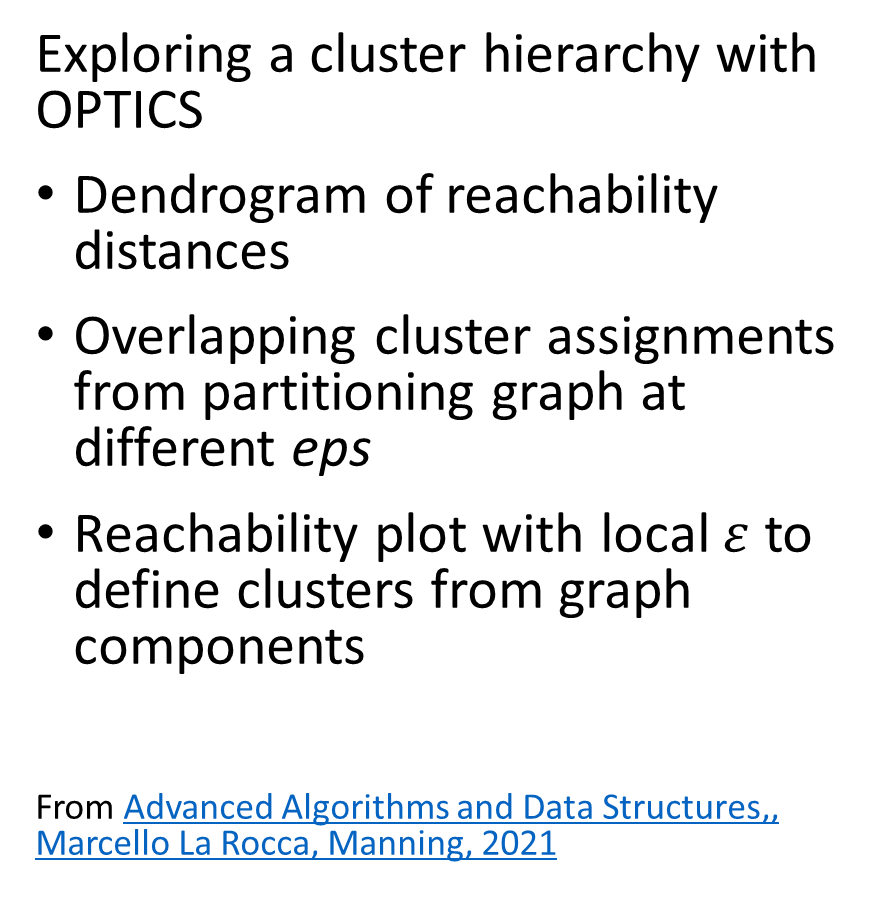 Exploring a cluster hierarchy with
OPTICS
• Dendrogram of reachability
distances
• Overlapping cluster assignments
from partitioning graph at
different eps
• Reachability plot with local ε to
define clusters from graph
components
From Advanced Algorithms and Data Structures,,
Marcello La Rocca, Manning, 2021